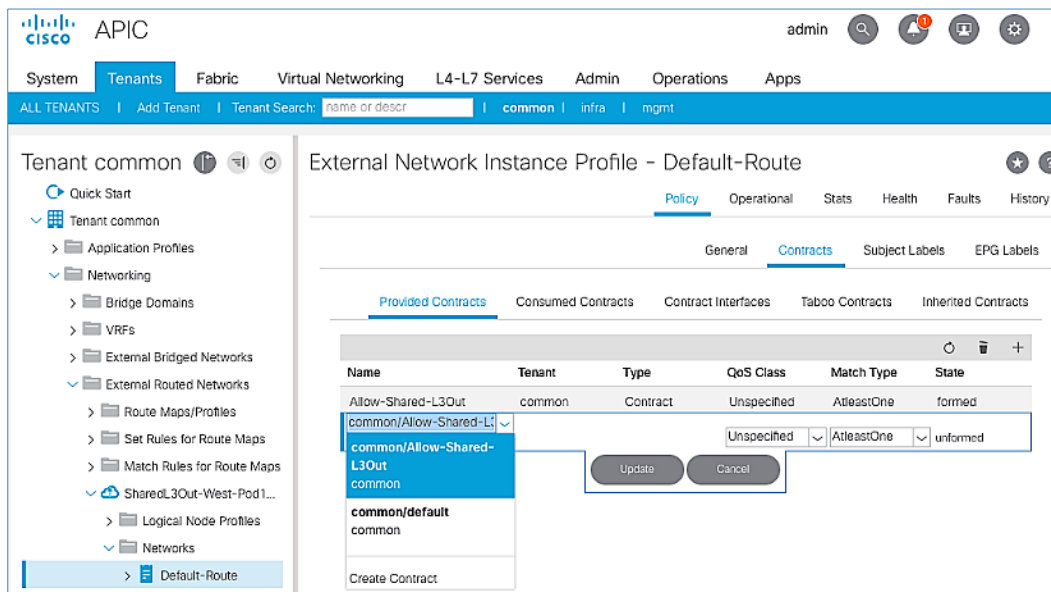 CISCO APIC admin 1
System Tenants Fabric Virtual Networking L4-L7 Services Admin Operations Apps
ALL TENANTS | Add Tenant | Tenant Search: name or descr | common | infra | mgmt
Tenant common
Quick Start
Tenant common
Application Profiles
Networking
Bridge Domains
VRFs
External Bridged Networks
External Routed Networks
Route Maps/Profiles
Set Rules for Route Maps
Match Rules for Route Maps
SharedL3Out-West-Pod1...
Logical Node Profiles
Networks
Default-Route
External Network Instance Profile - Default-Route
Policy Operational Stats Health Faults History
General Contracts Subject Labels EPG Labels
Provided Contracts Consumed Contracts Contract Interfaces Taboo Contracts Inherited Contracts
Name Tenant Type QoS Class Match Type State
Allow-Shared-L3Out common Contract Unspecified AtleastOne formed
common/Allow-Shared-L3 Unspecified AtleastOne unformed
common/Allow-Shared-
L3Out
common
Update Cancel
common/default
common
Create Contract